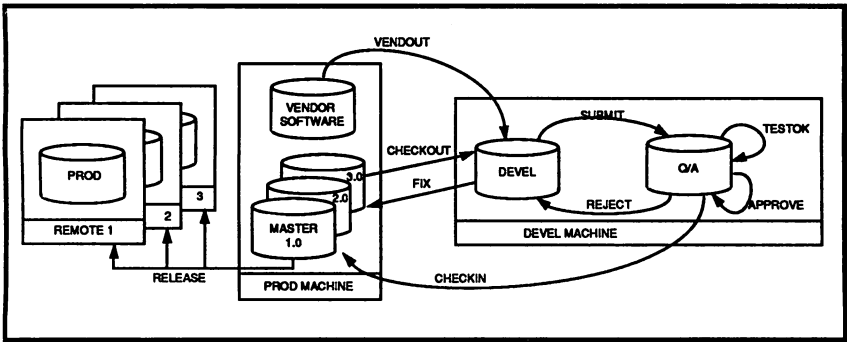 VENDOUT
VENDOR
SOFTWARE
CHECKOUT
SUBMIT
TESTOK
3.0
DEVEL
Q/A
PROD
FIX
2.0
3
REJECT
APPROVE
2
MASTER
1.0
REMOTE 1
DEVEL MACHINE
RELEASE
PROD MACHINE
CHECKIN